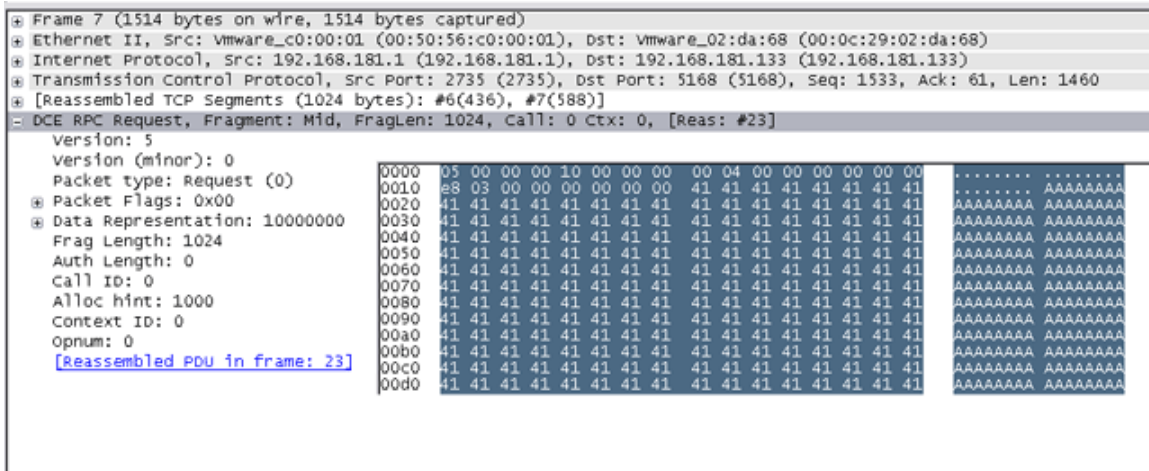 Frame 7 (1514 bytes on wire, 1514 bytes captured)
Ethernet II, Src: Vmware_c0:00:01 (00:50:56:c0:00:01), Dst: Vmware_02:da:68 (00:0c:29:02:da:68)
Internet Protocol, Src: 192.168.181.1 (192.168.181.1), Dst: 192.168.181.133 (192.168.181.133)
Transmission Control Protocol, Src Port: 2735 (2735), Dst Port: 5168 (5168), Seq: 1533, Ack: 61, Len: 1460
[Reassembled TCP Segments (1024 bytes): #6(436), #7(588)]
DCE RPC Request, Fragment: Mid, FragLen: 1024, Call: 0 Ctx: 0, [Reas: #23]
Version: 5
Version (minor): 0
Packet type: Request (0)
Packet Flags: 0x00
Data Representation: 10000000
Frag Length: 1024
Auth Length: 0
Call ID: 0
Alloc hint: 1000
Context ID: 0
Opnum: 0
[Reassembled PDU in frame: 23]
0000 05 00 00 00 10 00 00 00 00 04 00 00 00 00 00 00 ........ ........
0010 e8 03 00 00 00 00 00 00 41 41 41 41 41 41 41 41 ........ AAAAAAAA
0020 41 41 41 41 41 41 41 41 41 41 41 41 41 41 41 41 AAAAAAAA AAAAAAAA
0030 41 41 41 41 41 41 41 41 41 41 41 41 41 41 41 41 AAAAAAAA AAAAAAAA
0040 41 41 41 41 41 41 41 41 41 41 41 41 41 41 41 41 AAAAAAAA AAAAAAAA
0050 41 41 41 41 41 41 41 41 41 41 41 41 41 41 41 41 AAAAAAAA AAAAAAAA
0060 41 41 41 41 41 41 41 41 41 41 41 41 41 41 41 41 AAAAAAAA AAAAAAAA
0070 41 41 41 41 41 41 41 41 41 41 41 41 41 41 41 41 AAAAAAAA AAAAAAAA
0080 41 41 41 41 41 41 41 41 41 41 41 41 41 41 41 41 AAAAAAAA AAAAAAAA
0090 41 41 41 41 41 41 41 41 41 41 41 41 41 41 41 41 AAAAAAAA AAAAAAAA
00a0 41 41 41 41 41 41 41 41 41 41 41 41 41 41 41 41 AAAAAAAA AAAAAAAA
00b0 41 41 41 41 41 41 41 41 41 41 41 41 41 41 41 41 AAAAAAAA AAAAAAAA
00c0 41 41 41 41 41 41 41 41 41 41 41 41 41 41 41 41 AAAAAAAA AAAAAAAA
00d0 41 41 41 41 41 41 41 41 41 41 41 41 41 41 41 41 AAAAAAAA AAAAAAAA